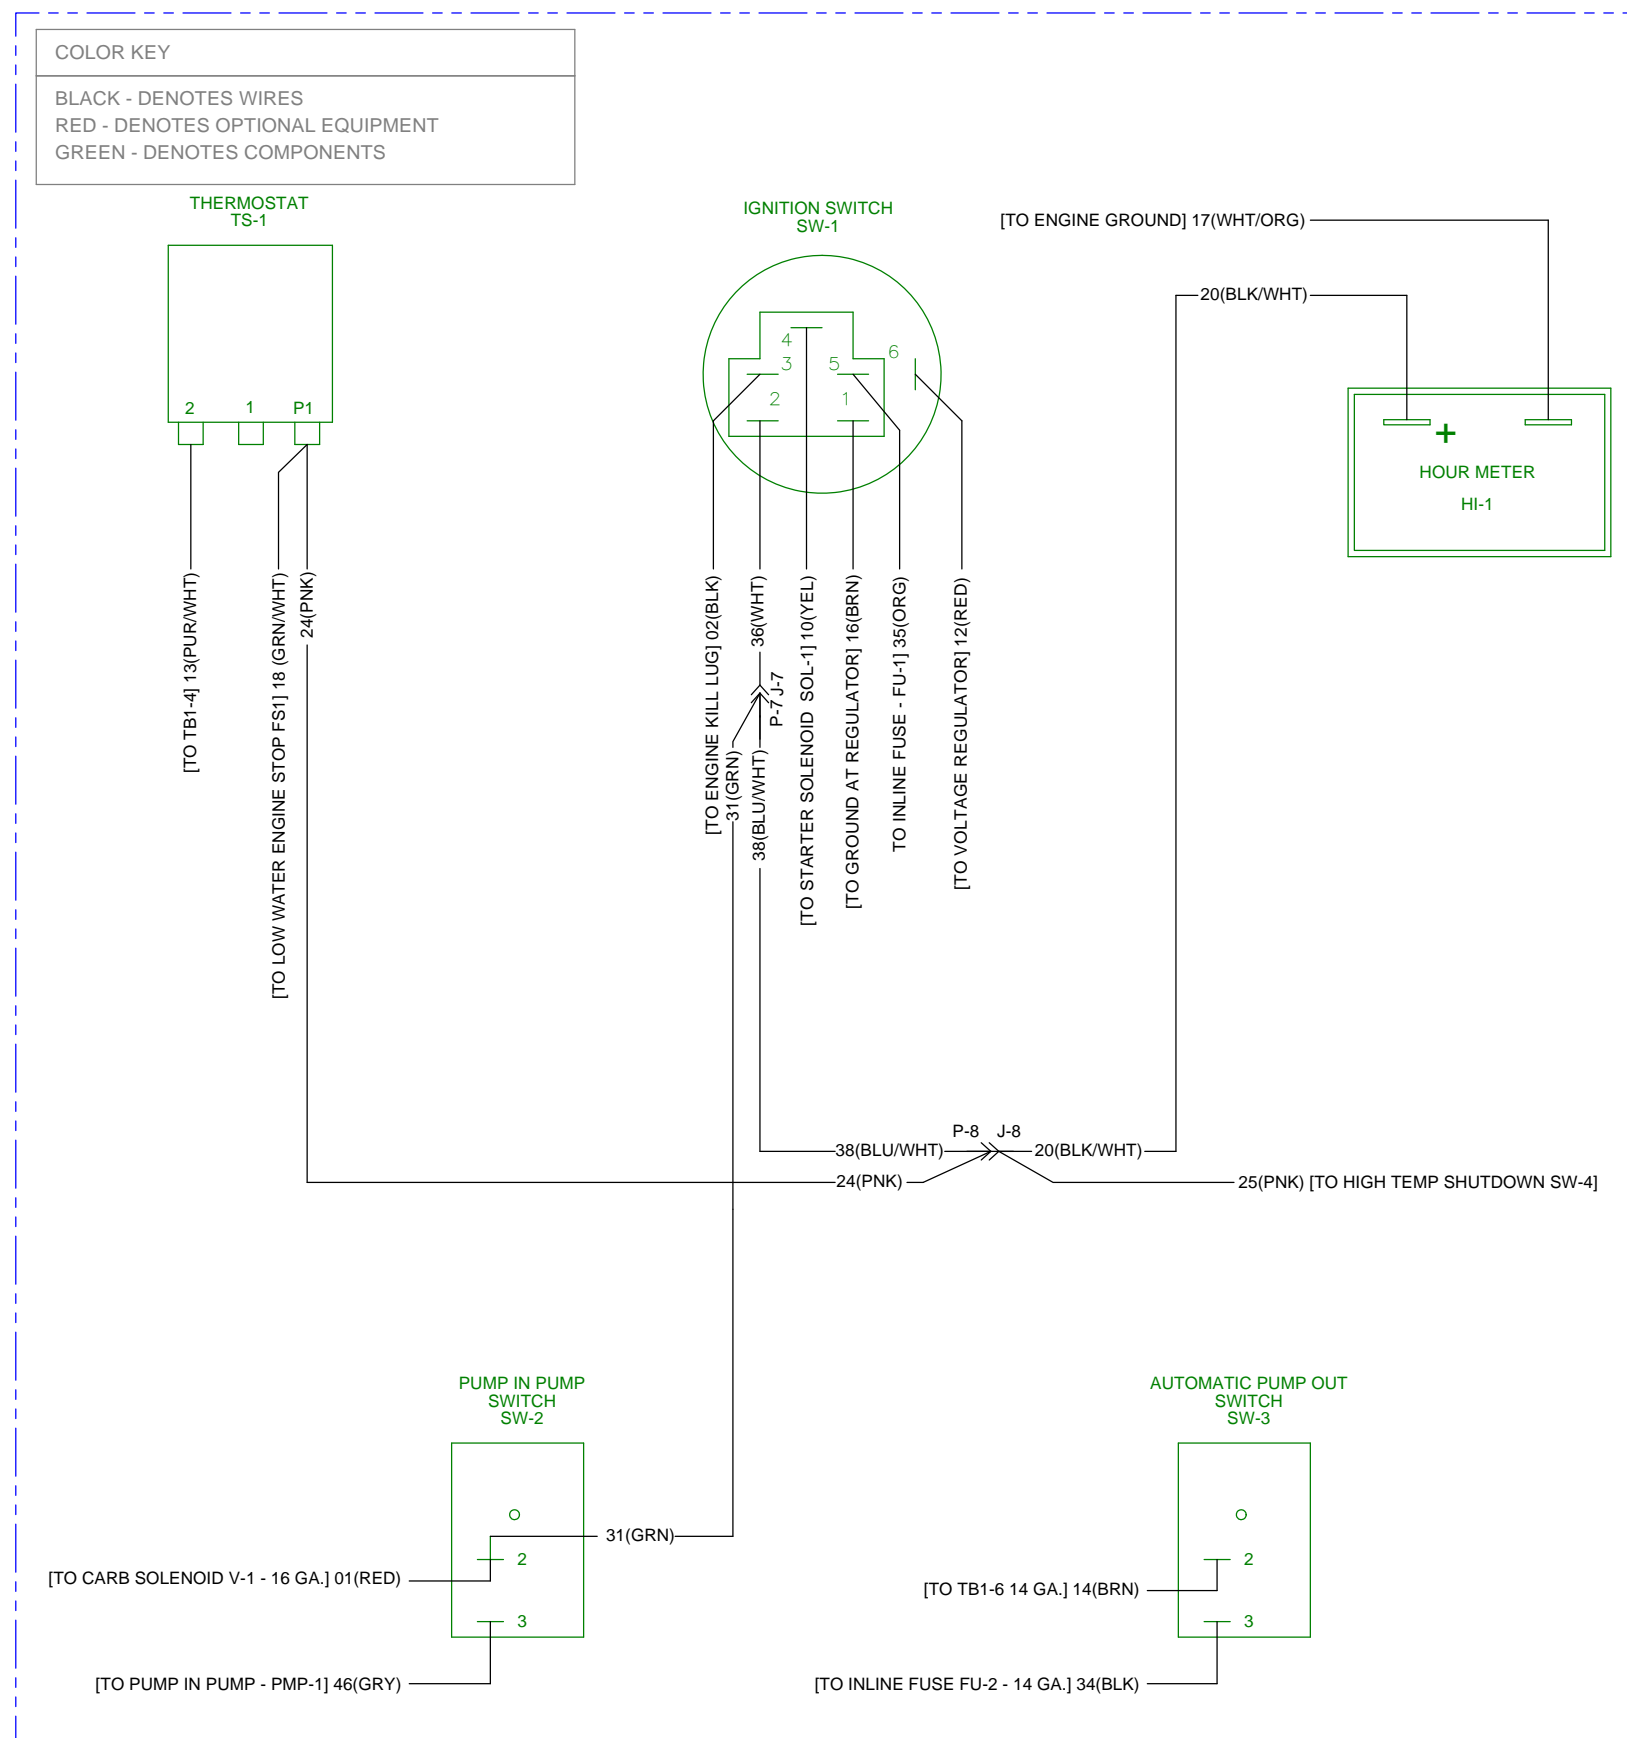 COLOR KEY
BLACK - DENOTES WIRES
RED - DENOTES OPTIONAL EQUIPMENT
GREEN - DENOTES COMPONENTS
THERMOSTAT
TS-1
2
1
P1
[TO TB1-4] 13(PUR/WHT)
[TO LOW WATER ENGINE STOP FS1] 18 (GRN/WHT)
24(PNK)
IGNITION SWITCH
SW-1
4
3
5
6
2
1
[TO ENGINE KILL LUG] 02(BLK)
36(WHT)
P-7 J-7
31(GRN)
38(BLU/WHT)
[TO STARTER SOLENOID SOL-1] 10(YEL)
[TO GROUND AT REGULATOR] 16(BRN)
TO INLINE FUSE - FU-1] 35(ORG)
[TO VOLTAGE REGULATOR] 12(RED)
[TO ENGINE GROUND] 17(WHT/ORG)
20(BLK/WHT)
+
HOUR METER
HI-1
P-8 J-8
38(BLU/WHT)
20(BLK/WHT)
24(PNK)
25(PNK) [TO HIGH TEMP SHUTDOWN SW-4]
PUMP IN PUMP
SWITCH
SW-2
31(GRN)
2
[TO CARB SOLENOID V-1 - 16 GA.] 01(RED)
3
[TO PUMP IN PUMP - PMP-1] 46(GRY)
AUTOMATIC PUMP OUT
SWITCH
SW-3
2
[TO TB1-6 14 GA.] 14(BRN)
3
[TO INLINE FUSE FU-2 - 14 GA.] 34(BLK)